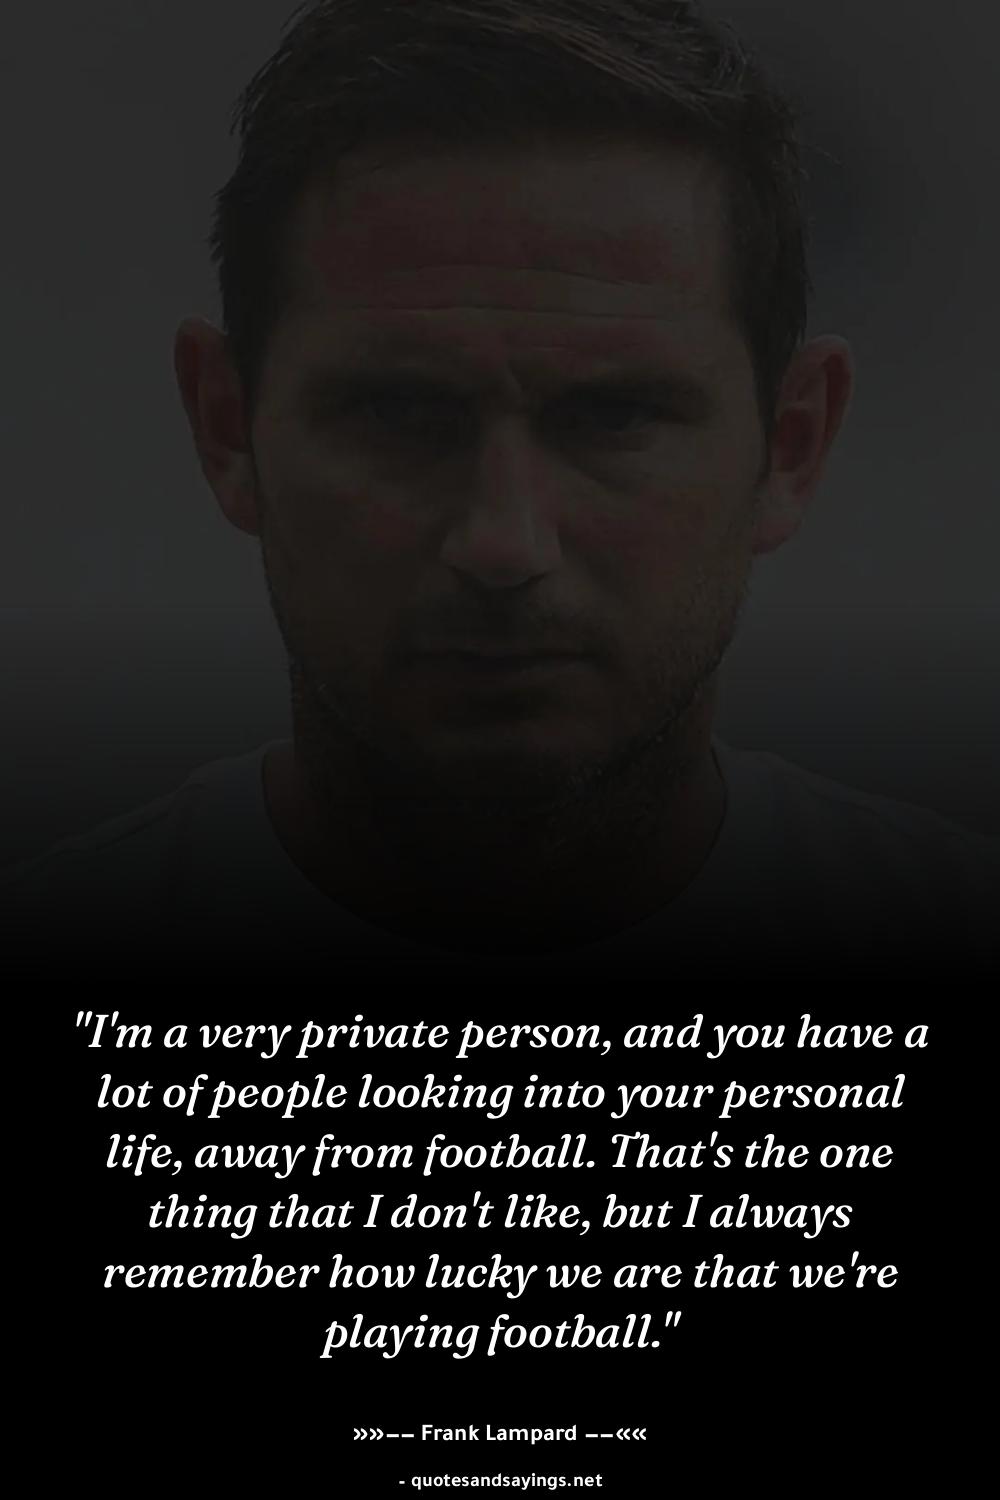 "I'm a very private person, and you have a
lot of people looking into your personal
life, away from football. That's the one
thing that I don't like, but I always
remember how lucky we are that we're
playing football."
»»–– Frank Lampard ––««
- quotesandsayings.net